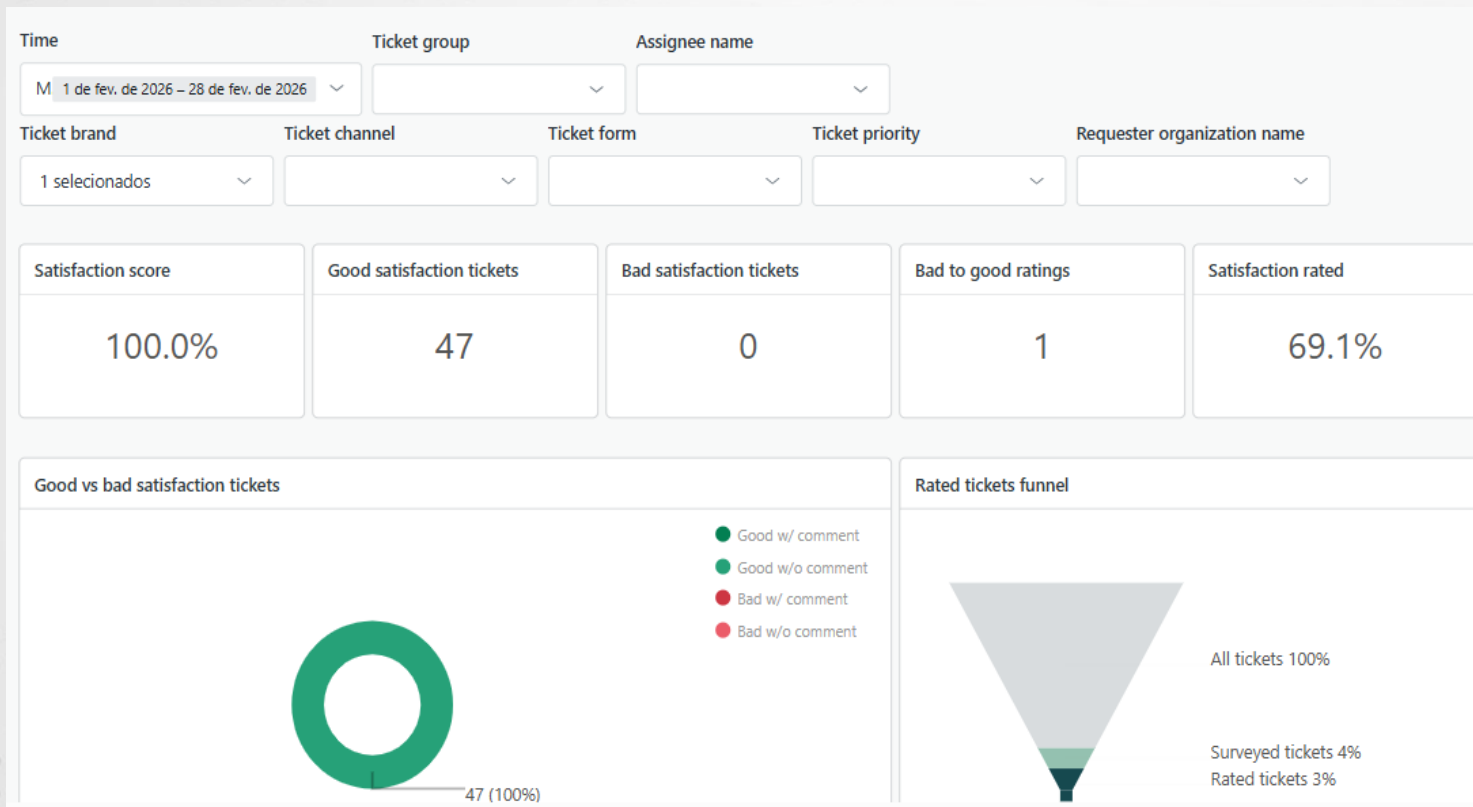 Time
Ticket group
Assignee name
M 1 de fev. de 2026 – 28 de fev. de 2026
Ticket brand
Ticket channel
Ticket form
Ticket priority
Requester organization name
1 selecionados
Satisfaction score
Good satisfaction tickets
Bad satisfaction tickets
Bad to good ratings
Satisfaction rated
100.0%
47
0
1
69.1%
Good vs bad satisfaction tickets
Rated tickets funnel
Good w/ comment
Good w/o comment
Bad w/ comment
Bad w/o comment
All tickets 100%
Surveyed tickets 4%
Rated tickets 3%
47 (100%)